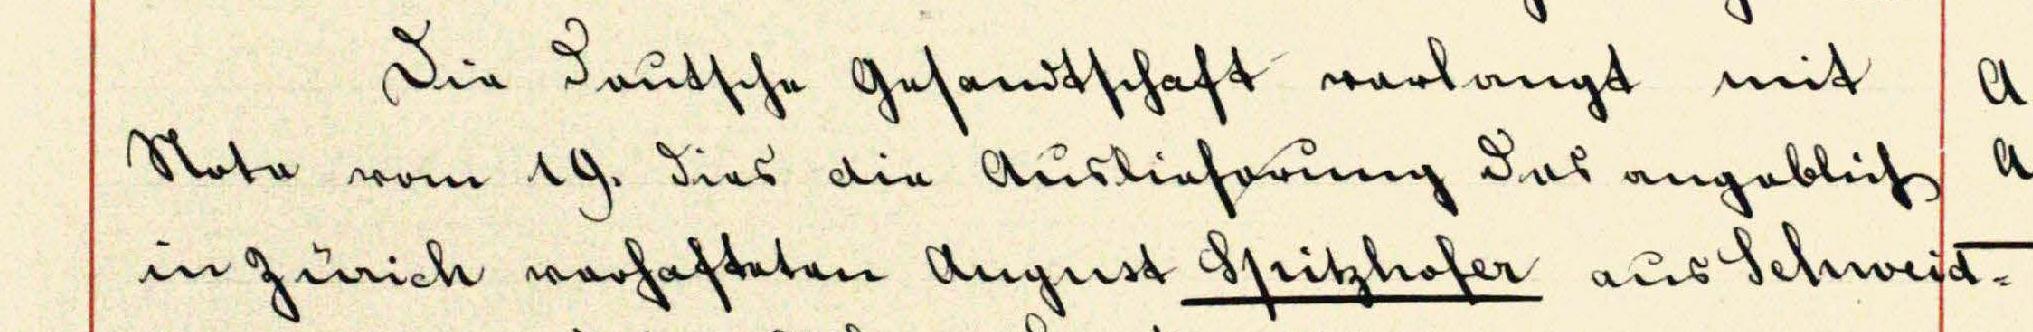 Die deutsche Gesandtschaft verlangt mit
Note vom 19. dies die Auslieferung des angeblich
in Zürich verhafteten August Spitzhofer aus Schweid-